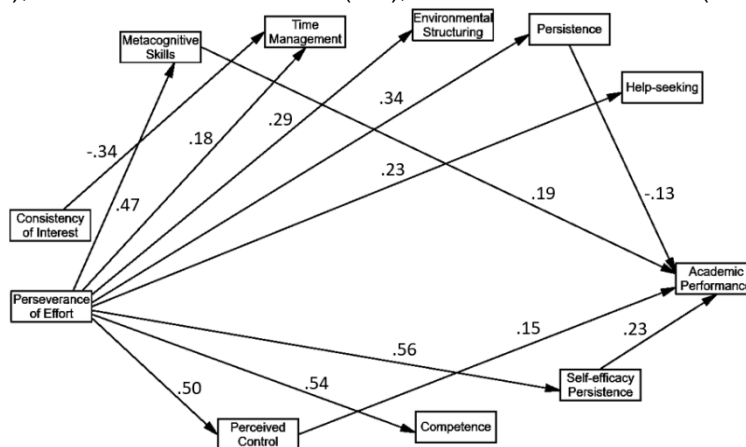 Time
Management
Environmental
Structuring
Persistence
Metacognitive
Skills
Help-seeking
.34
.29
.18
-.34
.23
.47
.19
-.13
Consistency
of Interest
Academic
Performance
Perseverance
of Effort
.15
.23
.56
Self-efficacy
Persistence
.50
.54
Perceived
Control
Competence